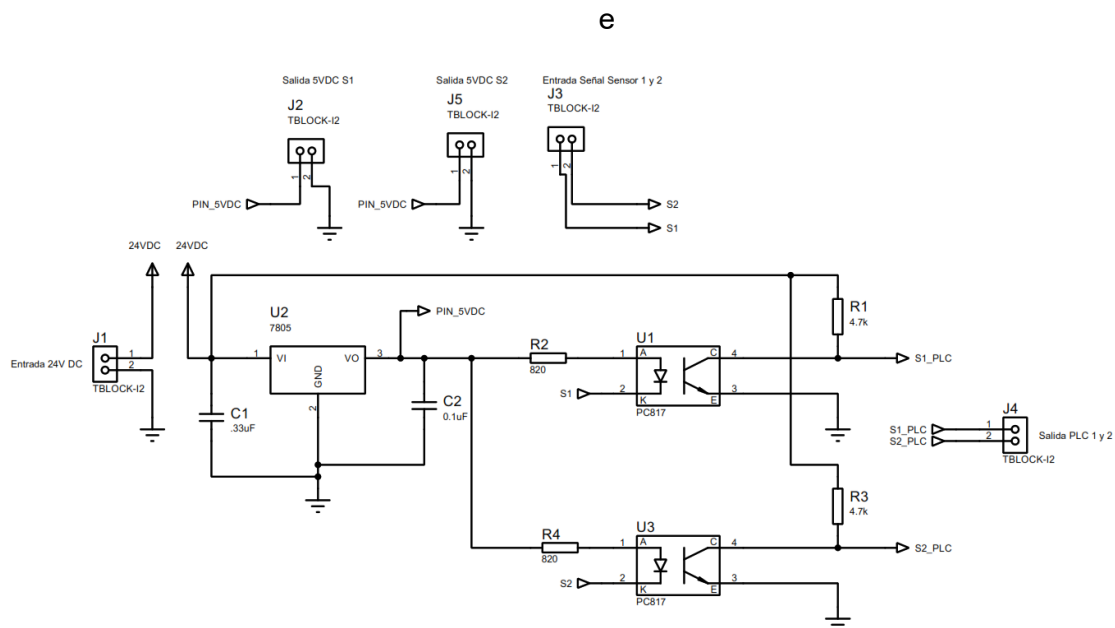 e
Salida 5VDC S1
J2
TBLOCK-I2
1
2
PIN_5VDC
Salida 5VDC S2
J5
TBLOCK-I2
1
2
PIN_5VDC
Entrada Señal Sensor 1 y 2
J3
TBLOCK-I2
1
2
S2
S1
24VDC
24VDC
J1
Entrada 24V DC
1
2
TBLOCK-I2
U2
7805
1
VI
VO
3
GND
2
PIN_5VDC
C1
.33uF
C2
0.1uF
R2
820
U1
1
A
C
4
S1
2
K
E
3
PC817
R1
4.7k
S1_PLC
J4
S1_PLC
1
S2_PLC
2
Salida PLC 1 y 2
TBLOCK-I2
R3
4.7k
R4
820
U3
1
A
C
4
S2
2
K
E
3
PC817
S2_PLC